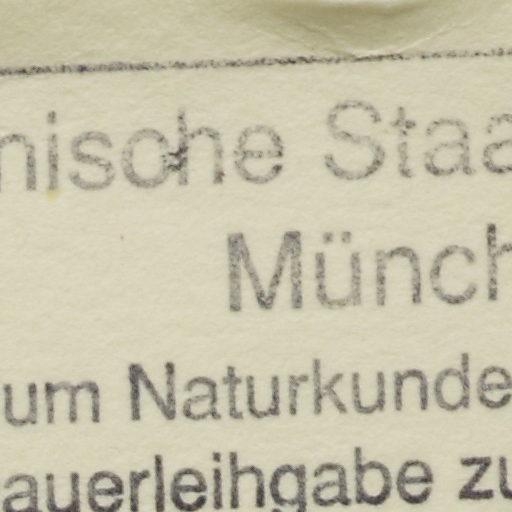 nische Staa
Münch
um Naturkunde
auerleihgabe zu